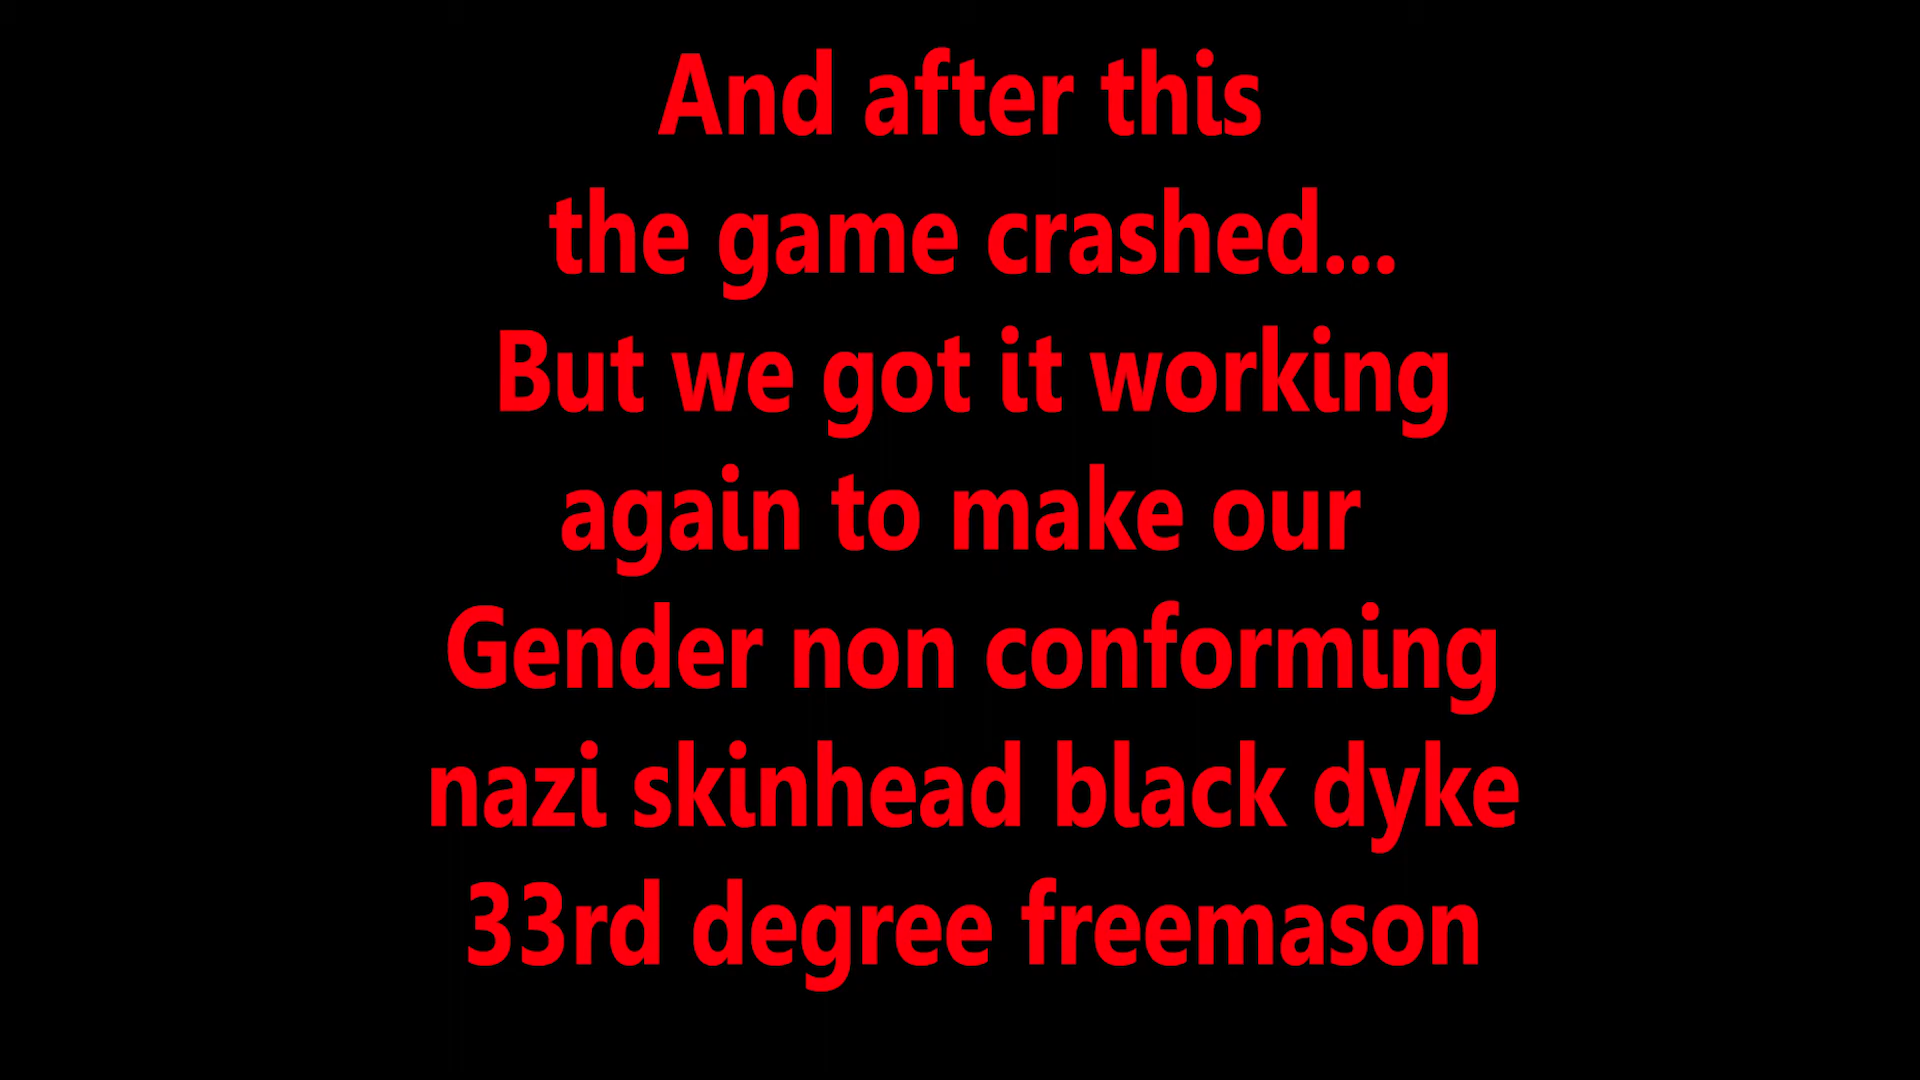 And after this
the game crashed...
But we got it working
again to make our
Gender non conforming
nazi skinhead black dyke
33rd degree freemason